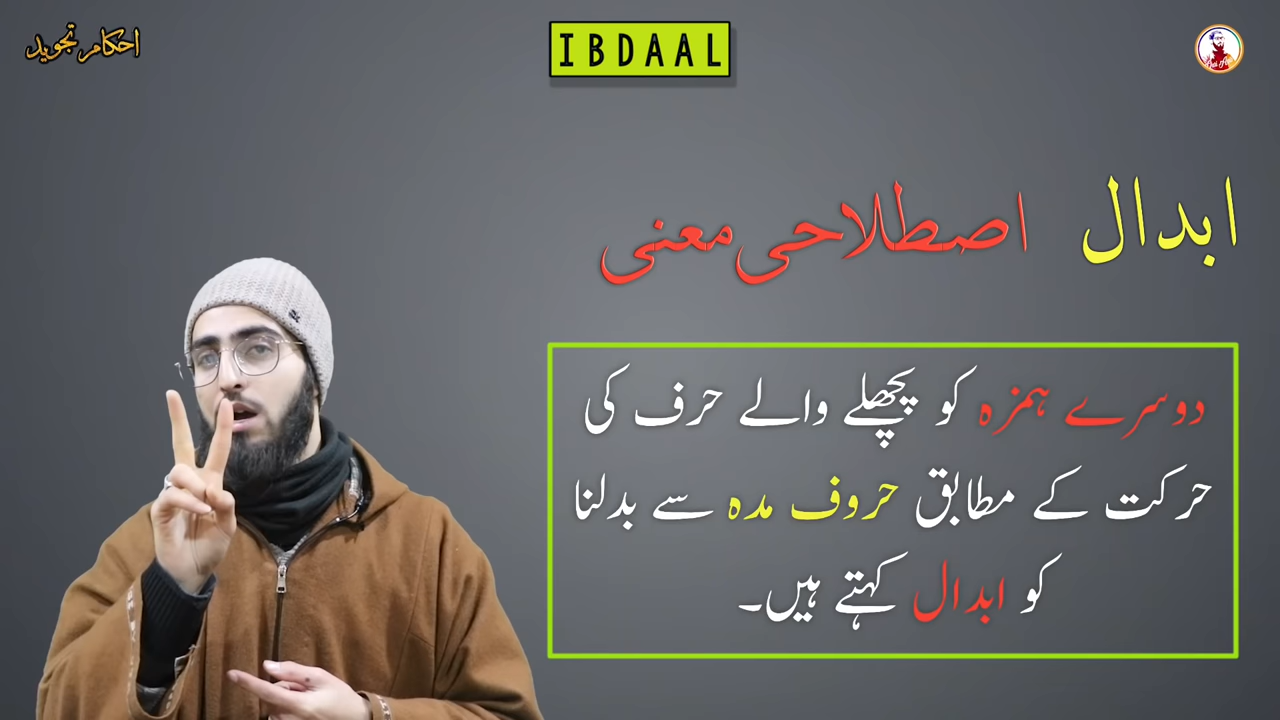 احکام تجوید
IBDAAL
ابدال اصطلاحی معنی
دوسرے ہمزہ کو پچھلے والے حرف کی
حرکت کے مطابق حروف مدہ سے بدلنا
کو ابدال کہتے ہیں۔